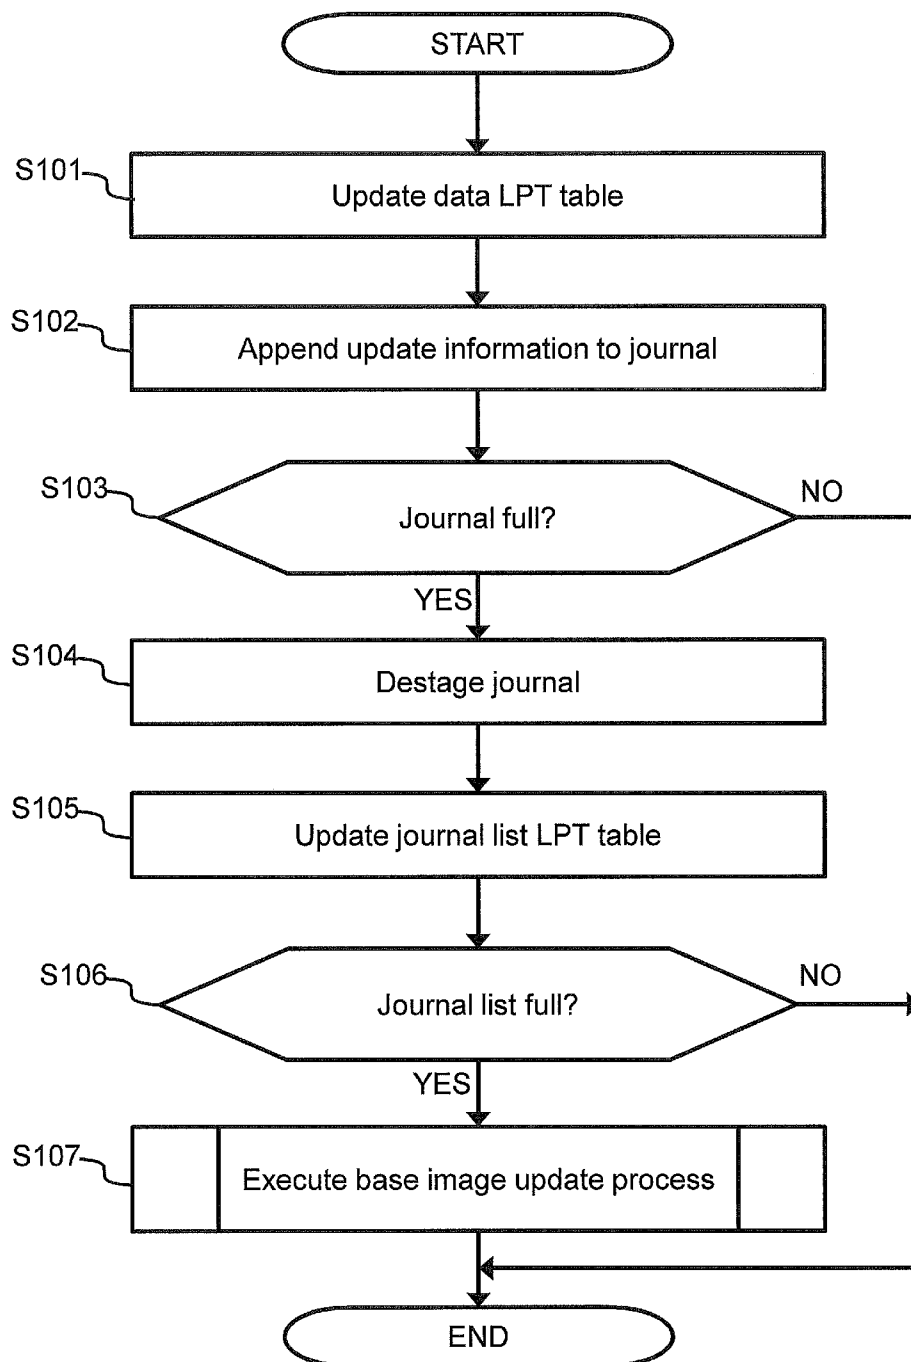 START
S101
Update data LPT table
S102
Append update information to journal
S103
Journal full?
NO
YES
S104
Destage journal
S105
Update journal list LPT table
S106
Journal list full?
NO
YES
S107
Execute base image update process
END